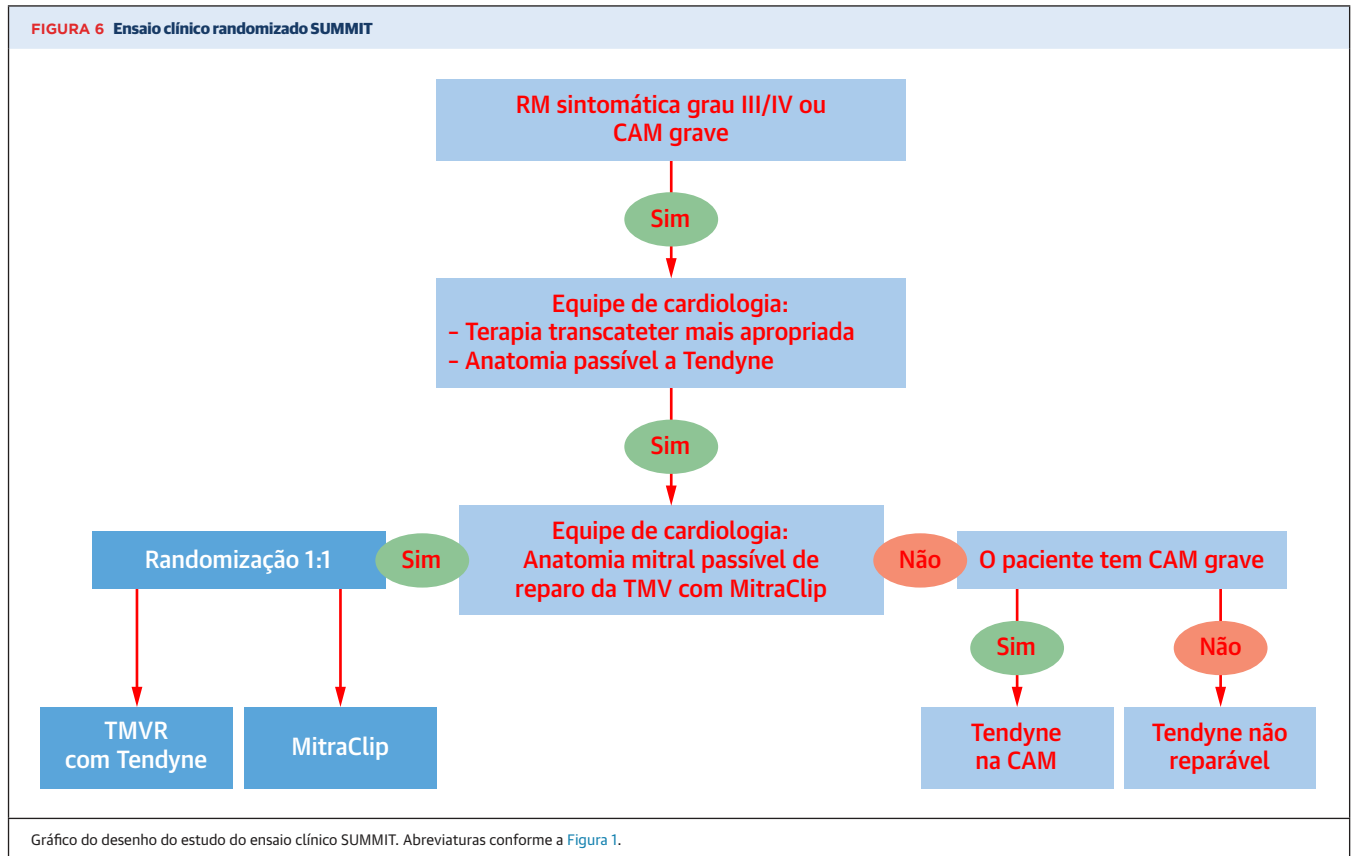 FIGURA 6 Ensaio clínico randomizado SUMMIT
RM sintomática grau III/IV ou
CAM grave
Sim
Equipe de cardiologia:
– Terapia transcateter mais apropriada
– Anatomia passível a Tendyne
Sim
Equipe de cardiologia:
Anatomia mitral passível de
reparo da TMV com MitraClip
Sim
Randomização 1:1
Não
O paciente tem CAM grave
Sim
Não
TMVR
com Tendyne
MitraClip
Tendyne
na CAM
Tendyne não
reparável
Gráfico do desenho do estudo do ensaio clínico SUMMIT. Abreviaturas conforme a Figura 1.